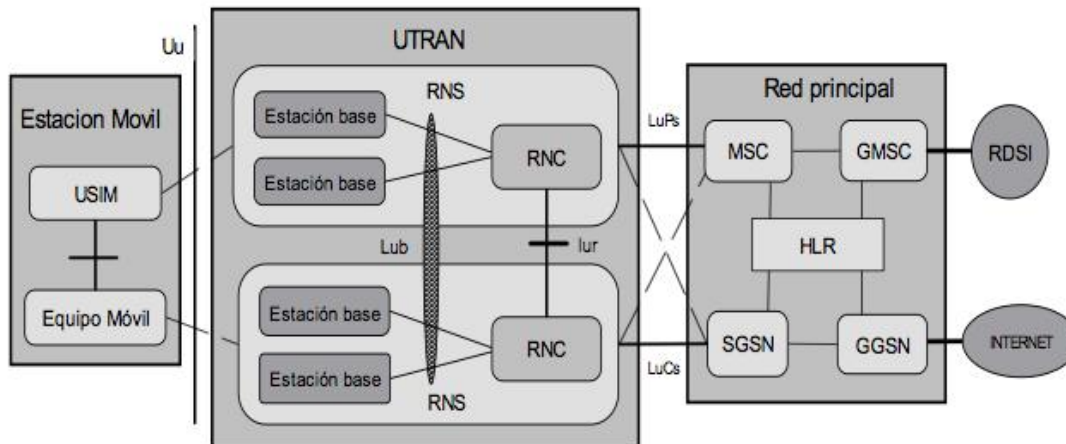 Uu
UTRAN
Estacion Movil
USIM
Equipo Móvil
RNS
Estación base
Estación base
RNC
Lub
Iur
Estación base
Estación base
RNC
RNS
LuPs
LuCs
Red principal
MSC
GMSC
HLR
SGSN
GGSN
RDSI
INTERNET